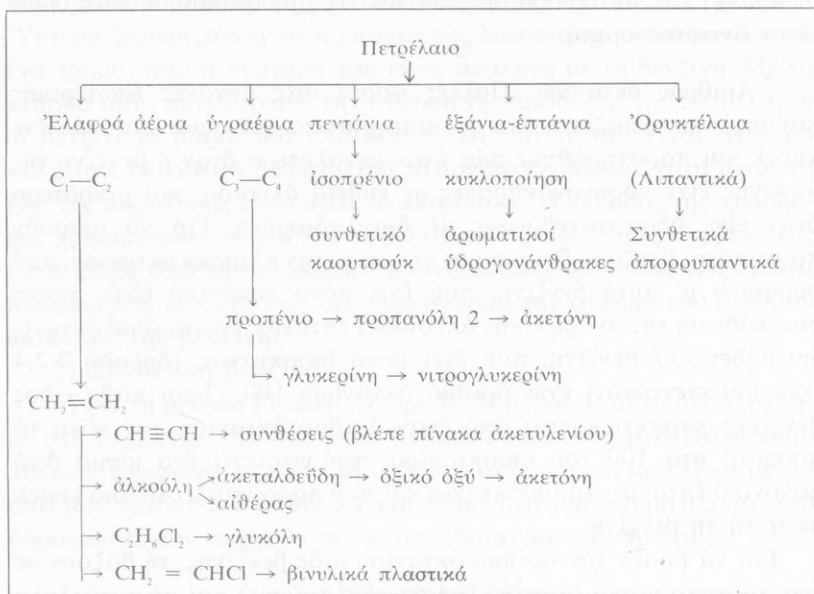 Πετρέλαιο
↓
Ἐλαφρά ἀέρια ὑγραέρια πεντάνια ἑξάνια-ἑπτάνια Ὀρυκτέλαια
C₁–C₂ C₃–C₄ ἰσοπρένιο κυκλοποίηση (Λιπαντικά)
συνθετικό ἀρωματικοί Συνθετικά
καουτσούκ ὑδρογονάνθρακες ἀπορρυπαντικά
προπένιο → προπανόλη 2 → ἀκετόνη
→ γλυκερίνη → νιτρογλυκερίνη
CH₂=CH₂
→ CH≡CH → συνθέσεις (βλέπε πίνακα ἀκετυλενίου)
ἀκεταλδεΰδη → ὀξικό ὀξύ → ἀκετόνη
→ ἀλκοόλη
αἰθέρας
→ C₂H₆Cl₂ → γλυκόλη
→ CH₂ = CHCl → βινυλικά πλαστικά